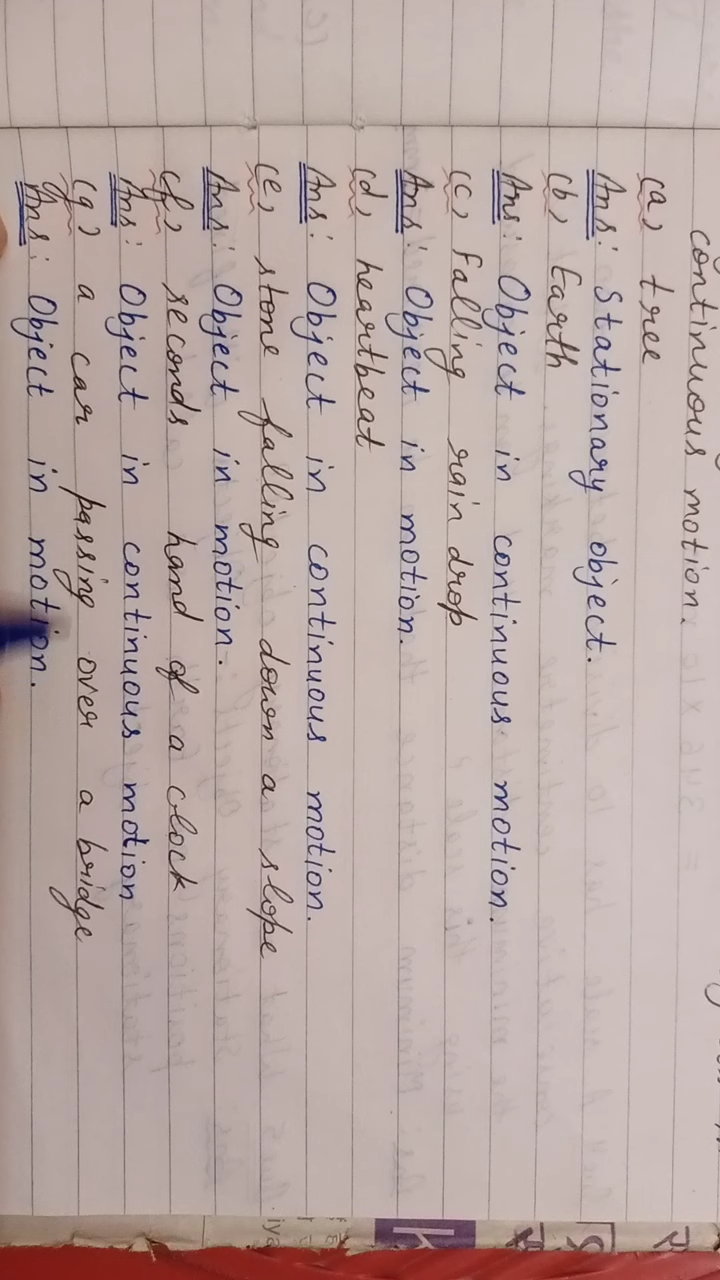 continuous motion.
(a) tree
Ans: Stationary object.
(b) Earth
Ans: Object in continuous motion.
(c) falling rain drop
Ans: Object in motion.
(d) heartbeat
Ans: Object in continuous motion.
(e) stone falling down a slope
Ans: Object in motion.
(f) seconds hand of a clock
Ans: Object in continuous motion
(g) a car passing over a bridge
Ans: Object in motion.